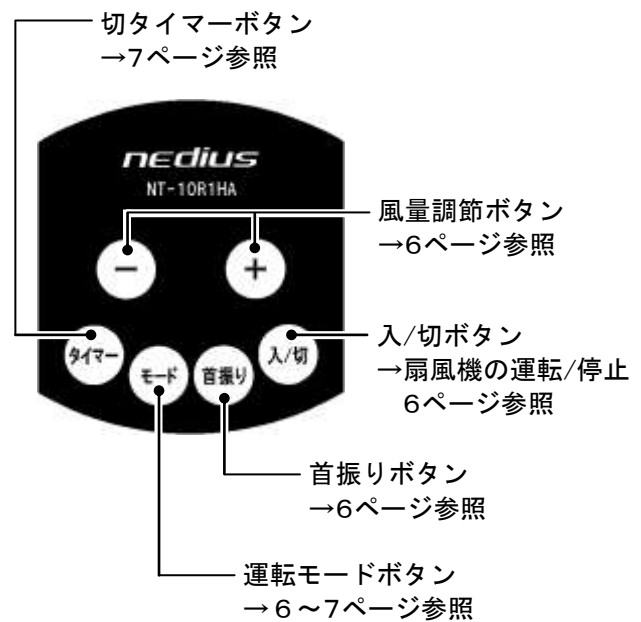 切タイマーボタン
→7ページ参照
nedius
NT-10R1HA
風量調節ボタン
→6ページ参照
－
＋
タイマー
モード
首振り
入/切
入/切ボタン
→扇風機の運転/停止
6ページ参照
首振りボタン
→6ページ参照
運転モードボタン
→６～7ページ参照